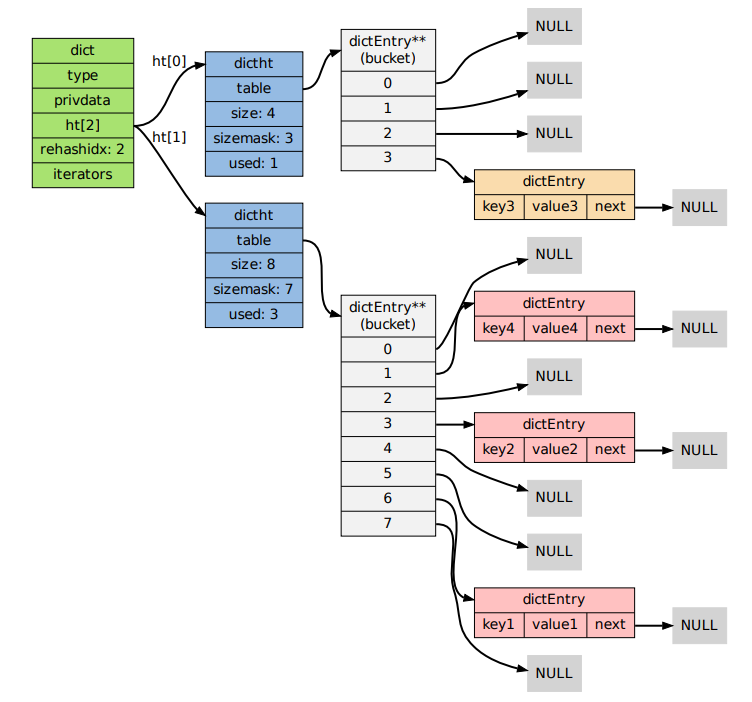 dict
type
privdata
ht[2]
rehashidx: 2
iterators
ht[0]
ht[1]
dictht
table
size: 4
sizemask: 3
used: 1
dictht
table
size: 8
sizemask: 7
used: 3
dictEntry**
(bucket)
0
1
2
3
NULL
NULL
NULL
dictEntry
key3 value3 next
NULL
dictEntry**
(bucket)
0
1
2
3
4
5
6
7
NULL
dictEntry
key4 value4 next
NULL
NULL
dictEntry
key2 value2 next
NULL
NULL
NULL
dictEntry
key1 value1 next
NULL
NULL